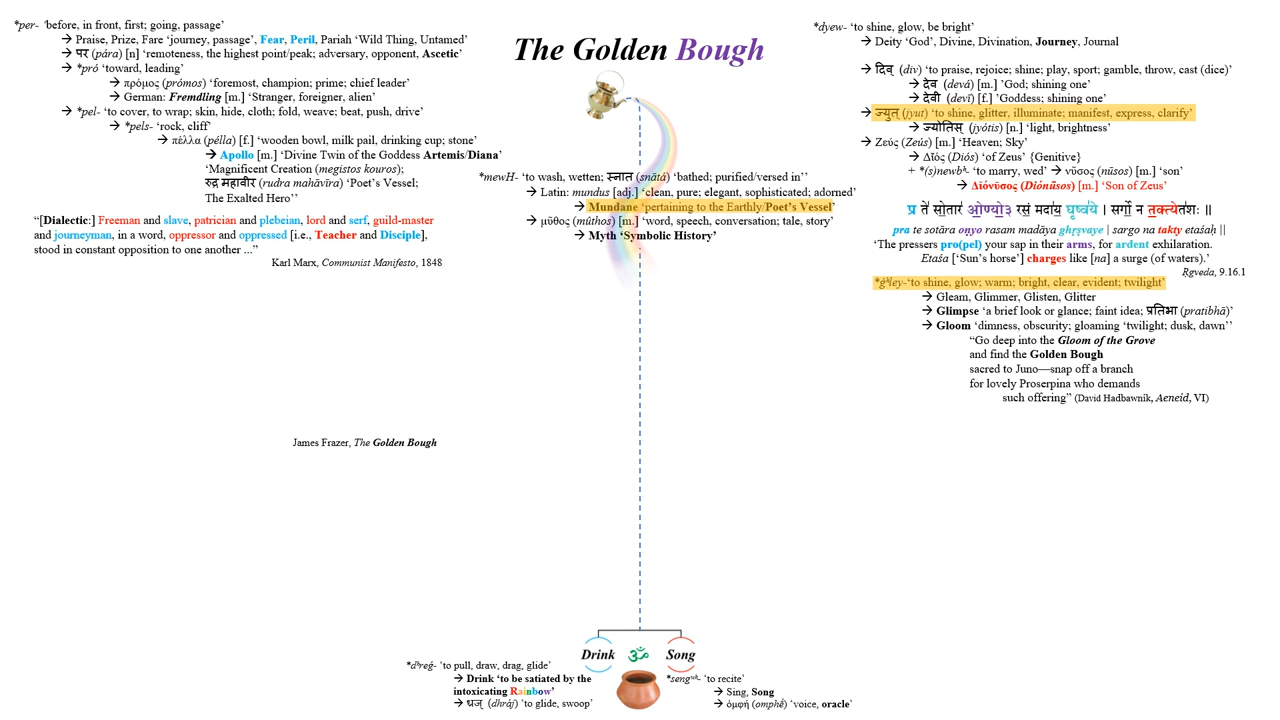 The Golden Bough
*per- ‘before, in front, first; going, passage’
→ Praise, Prize, Fare ‘journey, passage’, Fear, Peril, Pariah ‘Wild Thing, Untamed’
→ पर (pára) [n] ‘remoteness, the highest point/peak; adversary, opponent, Ascetic’
→ *pró ‘toward, leading’
→ πρόμος (prómos) ‘foremost, champion; prime; chief leader’
→ German: Fremdling [m.] ‘Stranger, foreigner, alien’
→ *pel- ‘to cover, to wrap; skin, hide, cloth; fold, weave; beat, push, drive’
→ *pels- ‘rock, cliff’
→ πέλλα (pélla) [f.] ‘wooden bowl, milk pail, drinking cup; stone’
→ Apollo [m.] ‘Divine Twin of the Goddess Artemis/Diana’
‘Magnificent Creation (megistos kouros);
रुद्र महावीर (rudra mahāvīra) ‘Poet’s Vessel;
The Exalted Hero’’
“[Dialectic:] Freeman and slave, patrician and plebeian, lord and serf, guild-master
and journeyman, in a word, oppressor and oppressed [i.e., Teacher and Disciple],
stood in constant opposition to one another ...”
Karl Marx, Communist Manifesto, 1848
James Frazer, The Golden Bough
*mewH- ‘to wash, wetten; स्नात (snātá) ‘bathed; purified/versed in’’
→ Latin: mundus [adj.] ‘clean, pure; elegant, sophisticated; adorned’
→ Mundane ‘pertaining to the Earthly/Poet’s Vessel’
→ μῦθος (mûthos) [m.] ‘word, speech, conversation; tale, story’
→ Myth ‘Symbolic History’
*dyew- ‘to shine, glow, be bright’
→ Deity ‘God’, Divine, Divination, Journey, Journal
→ दिव् (div) ‘to praise, rejoice; shine; play, sport; gamble, throw, cast (dice)’
→ देव (devá) [m.] ’God; shining one’
→ देवी (devī) [f.] ’Goddess; shining one’
→ ज्युत् (jyut) ‘to shine, glitter, illuminate; manifest, express, clarify’
→ ज्योतिस् (jyótis) [n.] ‘light, brightness’
→ Ζεύς (Zeús) [m.] ‘Heaven; Sky’
→ Δῐός (Diós) ‘of Zeus’ {Genitive}
+ *(s)newbʰ- ‘to marry, wed’ → νῦσος (nūsos) [m.] ‘son’
→ Διόνῡσος (Diónūsos) [m.] ‘Son of Zeus’
प्र ते॑ सो॒तार॑ ओ॒ण्यो॒३॒ रसं॒ मदा॑य॒ घृष्व॑ये । सर्गो॒ न त॒क्त्येत॑शः ॥
pra te sotāra oṇyo rasam madāya ghṛṣvaye | sargo na takty etaśaḥ ||
‘The pressers pro(pel) your sap in their arms, for ardent exhilaration.
Etaśa [‘Sun’s horse’] charges like [na] a surge (of waters).’
Ṛgveda, 9.16.1
*ǵʰley-‘to shine, glow; warm; bright, clear, evident; twilight’
→ Gleam, Glimmer, Glisten, Glitter
→ Glimpse ‘a brief look or glance; faint idea; प्रतिभा (pratibhā)’
→ Gloom ‘dimness, obscurity; gloaming ‘twilight; dusk, dawn’’
“Go deep into the Gloom of the Grove
and find the Golden Bough
sacred to Juno—snap off a branch
for lovely Proserpina who demands
such offering” (David Hadbawnik, Aeneid, VI)
Drink ॐ Song
*dʰreǵ- ‘to pull, draw, drag, glide’
→ Drink ‘to be satiated by the
intoxicating Rainbow’
→ ध्रज् (dhráj) ‘to glide, swoop’
*sengʷʰ- ‘to recite’
→ Sing, Song
→ ὀμφή (omphḗ) ‘voice, oracle’